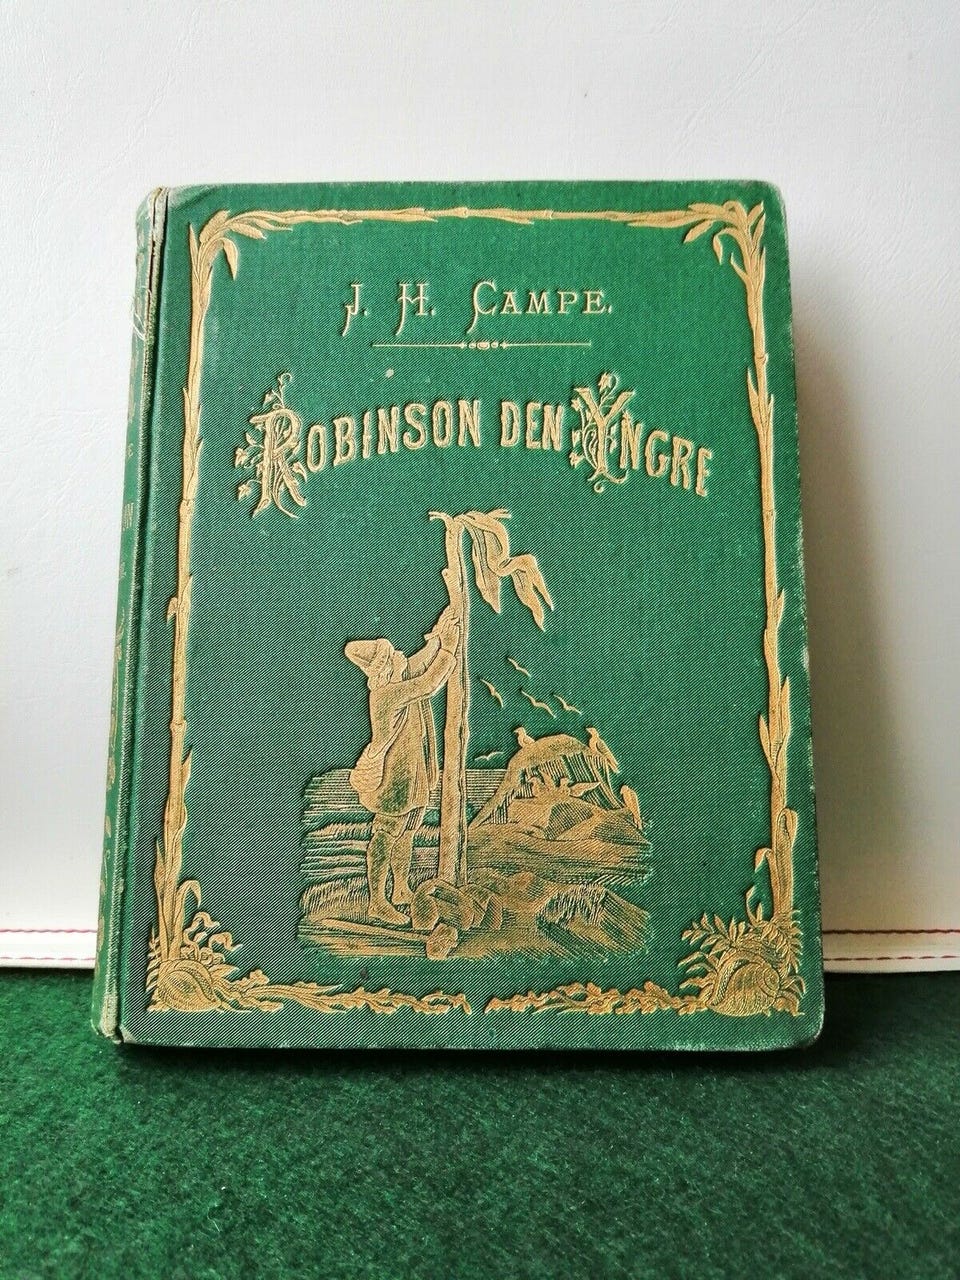 J. H. CAMPE.
ROBINSON DEN YNGRE